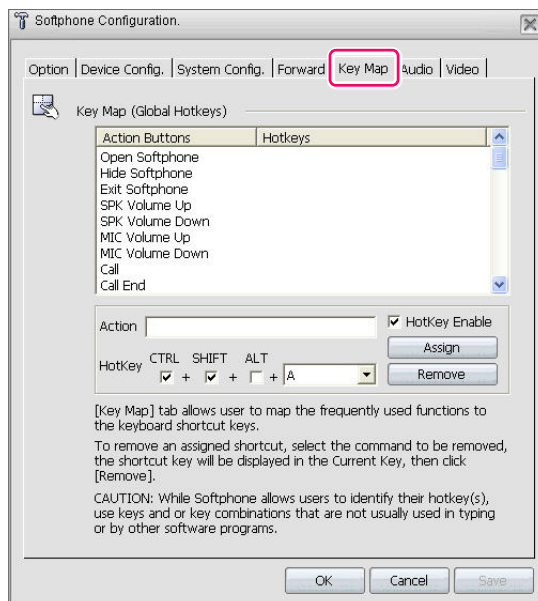 Softphone Configuration.
Option Device Config. System Config. Forward Key Map Audio Video
Key Map (Global Hotkeys)
Action Buttons Hotkeys
Open Softphone
Hide Softphone
Exit Softphone
SPK Volume Up
SPK Volume Down
MIC Volume Up
MIC Volume Down
Call
Call End
Action HotKey Enable
Assign
HotKey CTRL + SHIFT + ALT + A
Remove
[Key Map] tab allows user to map the frequently used functions to
the keyboard shortcut keys.
To remove an assigned shortcut, select the command to be removed,
the shortcut key will be displayed in the Current Key, then click
[Remove].
CAUTION: While Softphone allows users to identify their hotkey(s),
use keys and or key combinations that are not usually used in typing
or by other software programs.
OK Cancel Save